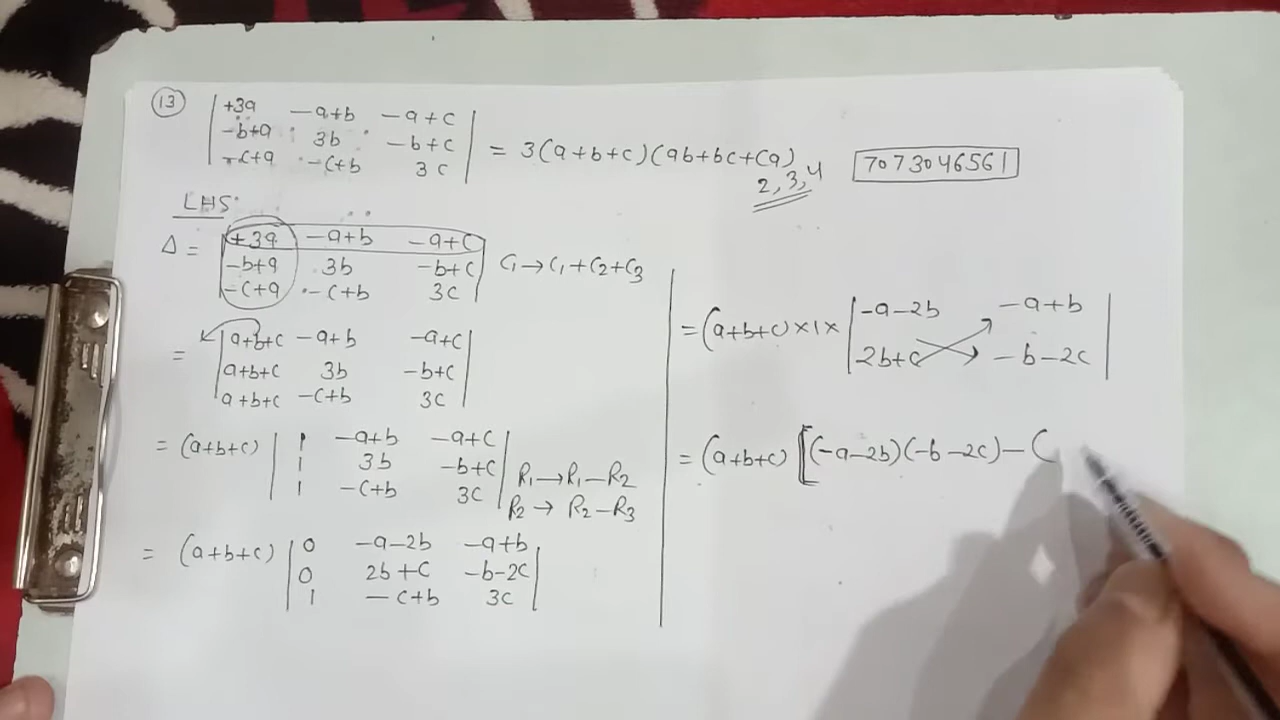 13
| +3a -a+b -a+c |
| -b+a 3b -b+c | = 3(a+b+c)(ab+bc+ca)
| -c+a -c+b 3c |
2,3,4
7073046561
LHS
Δ = | +3a -a+b -a+c |
| -b+a 3b -b+c | C1→C1+C2+C3
| -c+a -c+b 3c |
= | a+b+c -a+b -a+c |
| a+b+c 3b -b+c |
| a+b+c -c+b 3c |
= (a+b+c) | 1 -a+b -a+c |
| 1 3b -b+c | R1→R1-R2
| 1 -c+b 3c | R2→ R2-R3
= (a+b+c) | 0 -a-2b -a+b |
| 0 2b+c -b-2c |
| 1 -c+b 3c |
= (a+b+c)×1× | -a-2b -a+b |
| 2b+c -b-2c |
= (a+b+c) [(-a-2b)(-b-2c)-(